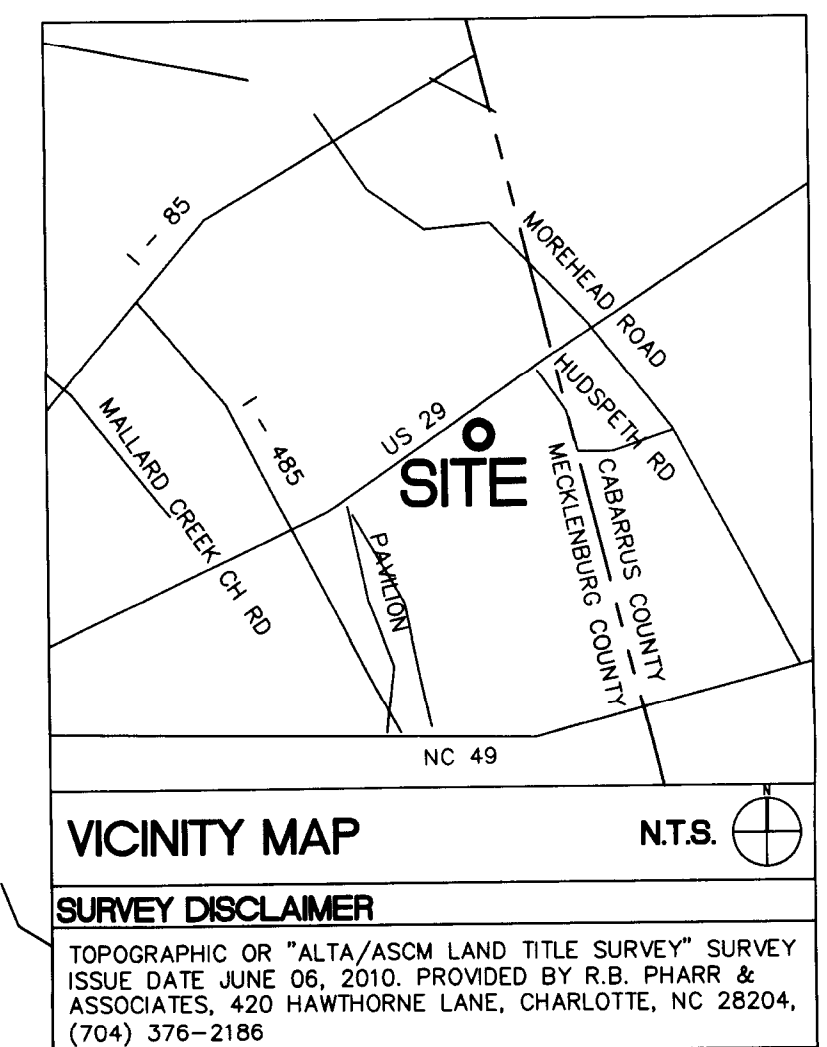 I - 85
MOREHEAD ROAD
HUDSPETH RD
MALLARD CREEK CH RD
I - 485
US 29
SITE
PAVILION
CABARRUS COUNTY
MECKLENBURG COUNTY
NC 49
VICINITY MAP
N.T.S.
N
SURVEY DISCLAIMER
TOPOGRAPHIC OR "ALTA/ASCM LAND TITLE SURVEY" SURVEY
ISSUE DATE JUNE 06, 2010. PROVIDED BY R.B. PHARR &
ASSOCIATES, 420 HAWTHORNE LANE, CHARLOTTE, NC 28204,
(704) 376-2186